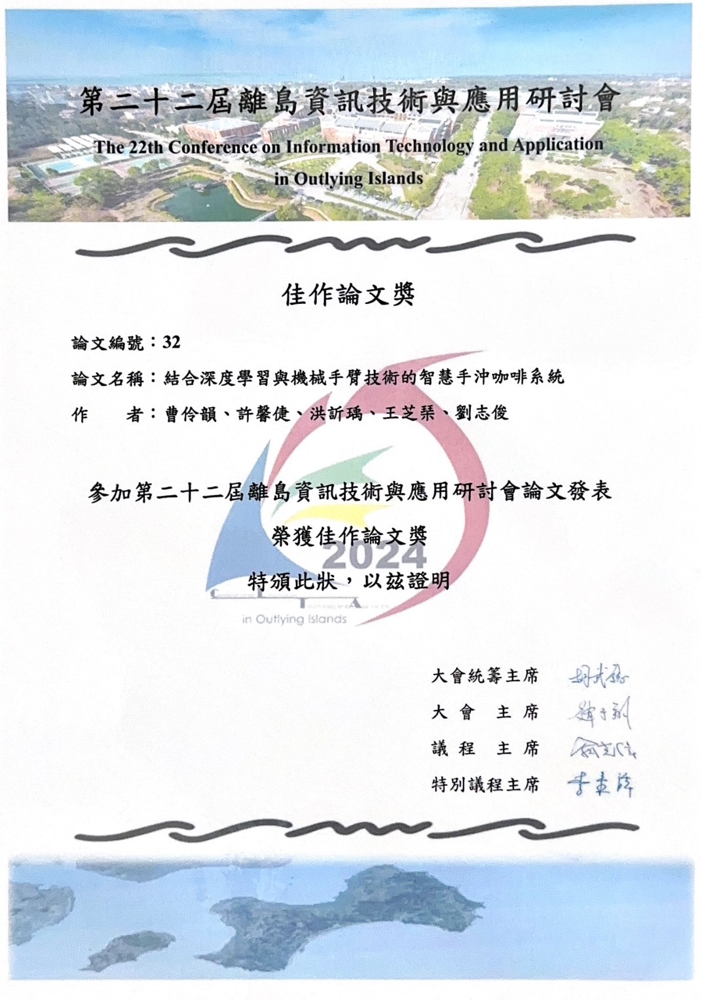 第二十二屆離島資訊技術與應用研討會
The 22th Conference on Information Technology and Application
in Outlying Islands
佳作論文獎
論文編號：32
論文名稱：結合深度學習與機械手臂技術的智慧手沖咖啡系統
作　　者：曹伶韻、許馨倢、洪訢瑀、王芝琹、劉志俊
參加第二十二屆離島資訊技術與應用研討會論文發表
榮獲佳作論文獎
2024
特頒此狀，以茲證明
in Outlying Islands
大會統籌主席
大會　主席
議程　主席
特別議程主席